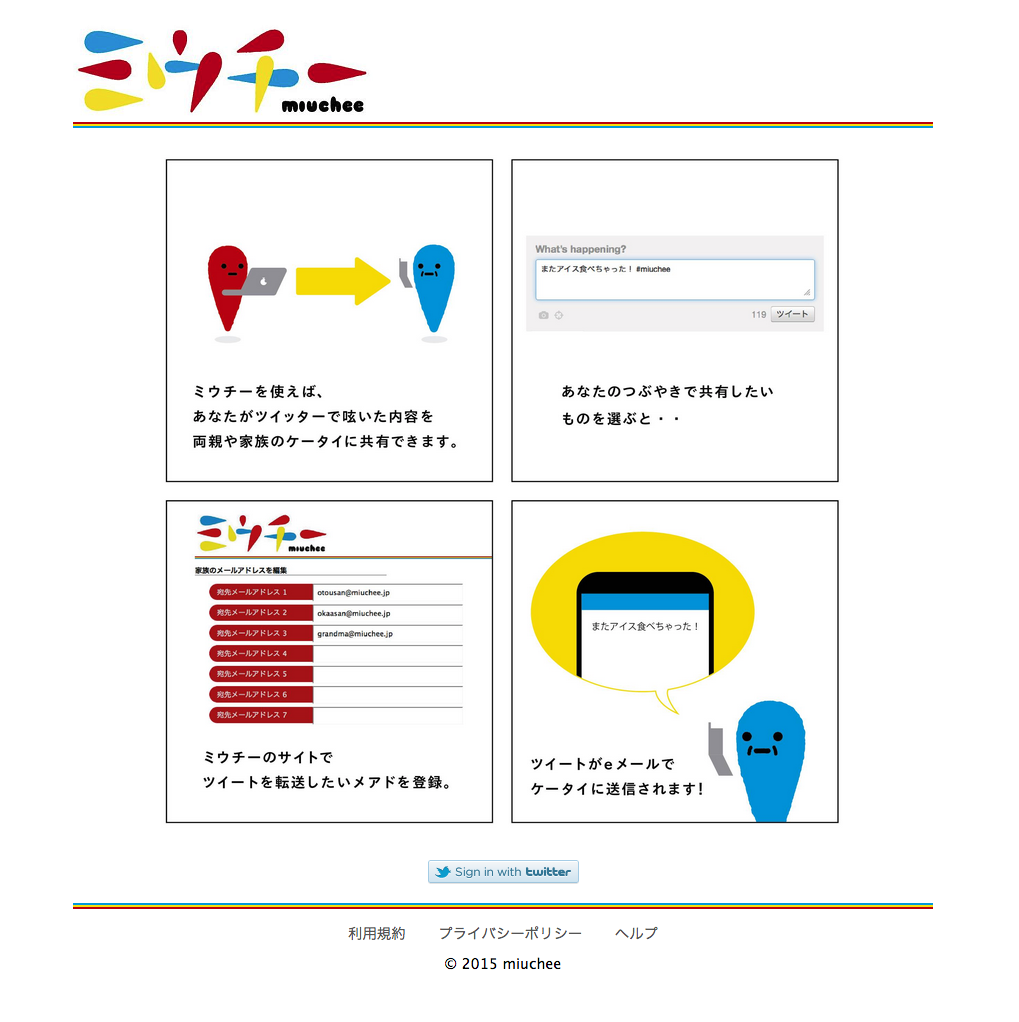 ミウチー
miuchee
ミウチーを使えば、
あなたがツイッターで呟いた内容を
両親や家族のケータイに共有できます。
What's happening?
またアイス食べちゃった！ #miuchee
119 ツイート
あなたのつぶやきで共有したい
ものを選ぶと・・
ミウチー
miuchee
家族のメールアドレスを編集
宛先メールアドレス 1 otousan@miuchee.jp
宛先メールアドレス 2 okaasan@miuchee.jp
宛先メールアドレス 3 grandma@miuchee.jp
宛先メールアドレス 4
宛先メールアドレス 5
宛先メールアドレス 6
宛先メールアドレス 7
ミウチーのサイトで
ツイートを転送したいメアドを登録。
またアイス食べちゃった！
ツイートがeメールで
ケータイに送信されます！
Sign in with twitter
利用規約 プライバシーポリシー ヘルプ
© 2015 miuchee